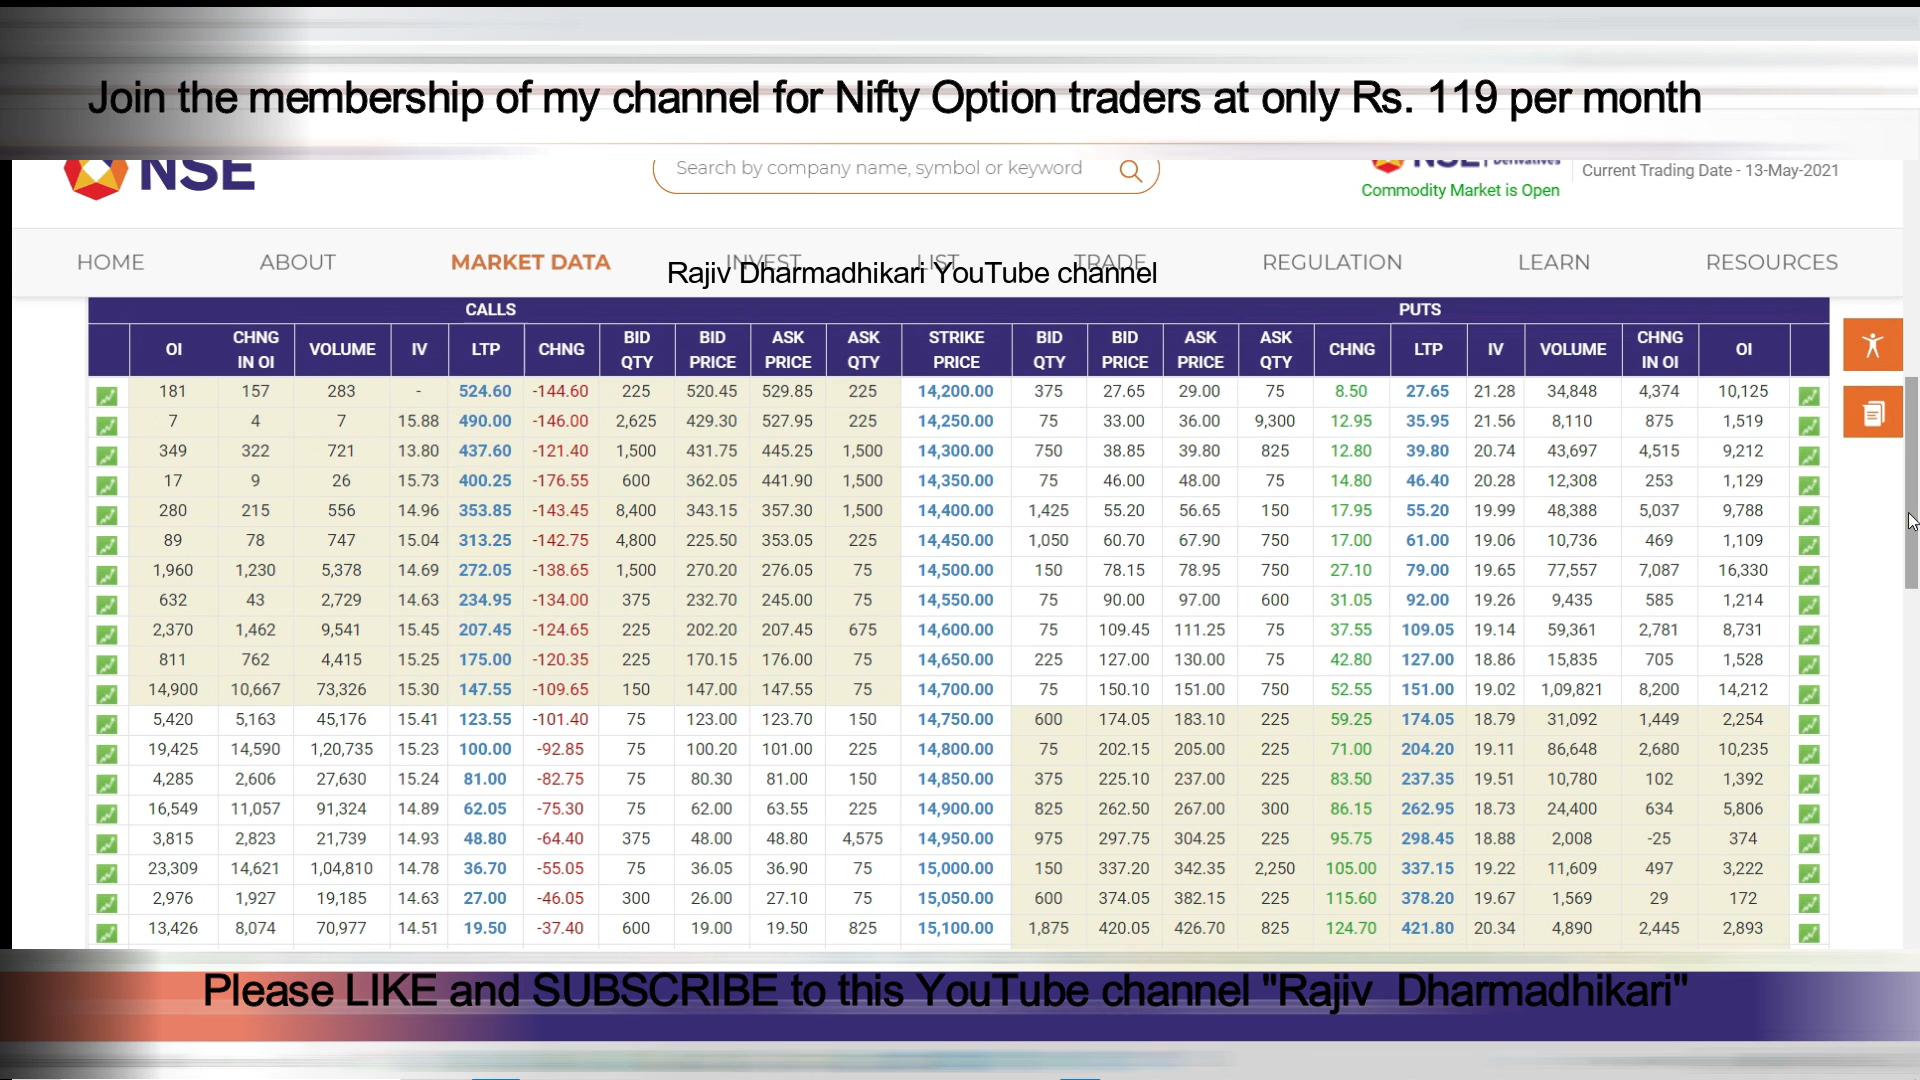 Join the membership of my channel for Nifty Option traders at only Rs. 119 per month
NSE
Search by company name, symbol or keyword
NSE | Derivatives
Current Trading Date - 13-May-2021
Commodity Market is Open
HOME ABOUT MARKET DATA INVEST LIST TRADE REGULATION LEARN RESOURCES
Rajiv Dharmadhikari YouTube channel
CALLS PUTS
OI CHNG IN OI VOLUME IV LTP CHNG BID QTY BID PRICE ASK PRICE ASK QTY STRIKE PRICE BID QTY BID PRICE ASK PRICE ASK QTY CHNG LTP IV VOLUME CHNG IN OI OI
181 157 283 - 524.60 -144.60 225 520.45 529.85 225 14,200.00 375 27.65 29.00 75 8.50 27.65 21.28 34,848 4,374 10,125
7 4 7 15.88 490.00 -146.00 2,625 429.30 527.95 225 14,250.00 75 33.00 36.00 9,300 12.95 35.95 21.56 8,110 875 1,519
349 322 721 13.80 437.60 -121.40 1,500 431.75 445.25 1,500 14,300.00 750 38.85 39.80 825 12.80 39.80 20.74 43,697 4,515 9,212
17 9 26 15.73 400.25 -176.55 600 362.05 441.90 1,500 14,350.00 75 46.00 48.00 75 14.80 46.40 20.28 12,308 253 1,129
280 215 556 14.96 353.85 -143.45 8,400 343.15 357.30 1,500 14,400.00 1,425 55.20 56.65 150 17.95 55.20 19.99 48,388 5,037 9,788
89 78 747 15.04 313.25 -142.75 4,800 225.50 353.05 225 14,450.00 1,050 60.70 67.90 750 17.00 61.00 19.06 10,736 469 1,109
1,960 1,230 5,378 14.69 272.05 -138.65 1,500 270.20 276.05 75 14,500.00 150 78.15 78.95 750 27.10 79.00 19.65 77,557 7,087 16,330
632 43 2,729 14.63 234.95 -134.00 375 232.70 245.00 75 14,550.00 75 90.00 97.00 600 31.05 92.00 19.26 9,435 585 1,214
2,370 1,462 9,541 15.45 207.45 -124.65 225 202.20 207.45 675 14,600.00 75 109.45 111.25 75 37.55 109.05 19.14 59,361 2,781 8,731
811 762 4,415 15.25 175.00 -120.35 225 170.15 176.00 75 14,650.00 225 127.00 130.00 75 42.80 127.00 18.86 15,835 705 1,528
14,900 10,667 73,326 15.30 147.55 -109.65 150 147.00 147.55 75 14,700.00 75 150.10 151.00 750 52.55 151.00 19.02 1,09,821 8,200 14,212
5,420 5,163 45,176 15.41 123.55 -101.40 75 123.00 123.70 150 14,750.00 600 174.05 183.10 225 59.25 174.05 18.79 31,092 1,449 2,254
19,425 14,590 1,20,735 15.23 100.00 -92.85 75 100.20 101.00 225 14,800.00 75 202.15 205.00 225 71.00 204.20 19.11 86,648 2,680 10,235
4,285 2,606 27,630 15.24 81.00 -82.75 75 80.30 81.00 150 14,850.00 375 225.10 237.00 225 83.50 237.35 19.51 10,780 102 1,392
16,549 11,057 91,324 14.89 62.05 -75.30 75 62.00 63.55 225 14,900.00 825 262.50 267.00 300 86.15 262.95 18.73 24,400 634 5,806
3,815 2,823 21,739 14.93 48.80 -64.40 375 48.00 48.80 4,575 14,950.00 975 297.75 304.25 225 95.75 298.45 18.88 2,008 -25 374
23,309 14,621 1,04,810 14.78 36.70 -55.05 75 36.05 36.90 75 15,000.00 150 337.20 342.35 2,250 105.00 337.15 19.22 11,609 497 3,222
2,976 1,927 19,185 14.63 27.00 -46.05 300 26.00 27.10 75 15,050.00 600 374.05 382.15 225 115.60 378.20 19.67 1,569 29 172
13,426 8,074 70,977 14.51 19.50 -37.40 600 19.00 19.50 825 15,100.00 1,875 420.05 426.70 825 124.70 421.80 20.34 4,890 2,445 2,893
Please LIKE and SUBSCRIBE to this YouTube channel "Rajiv Dharmadhikari"